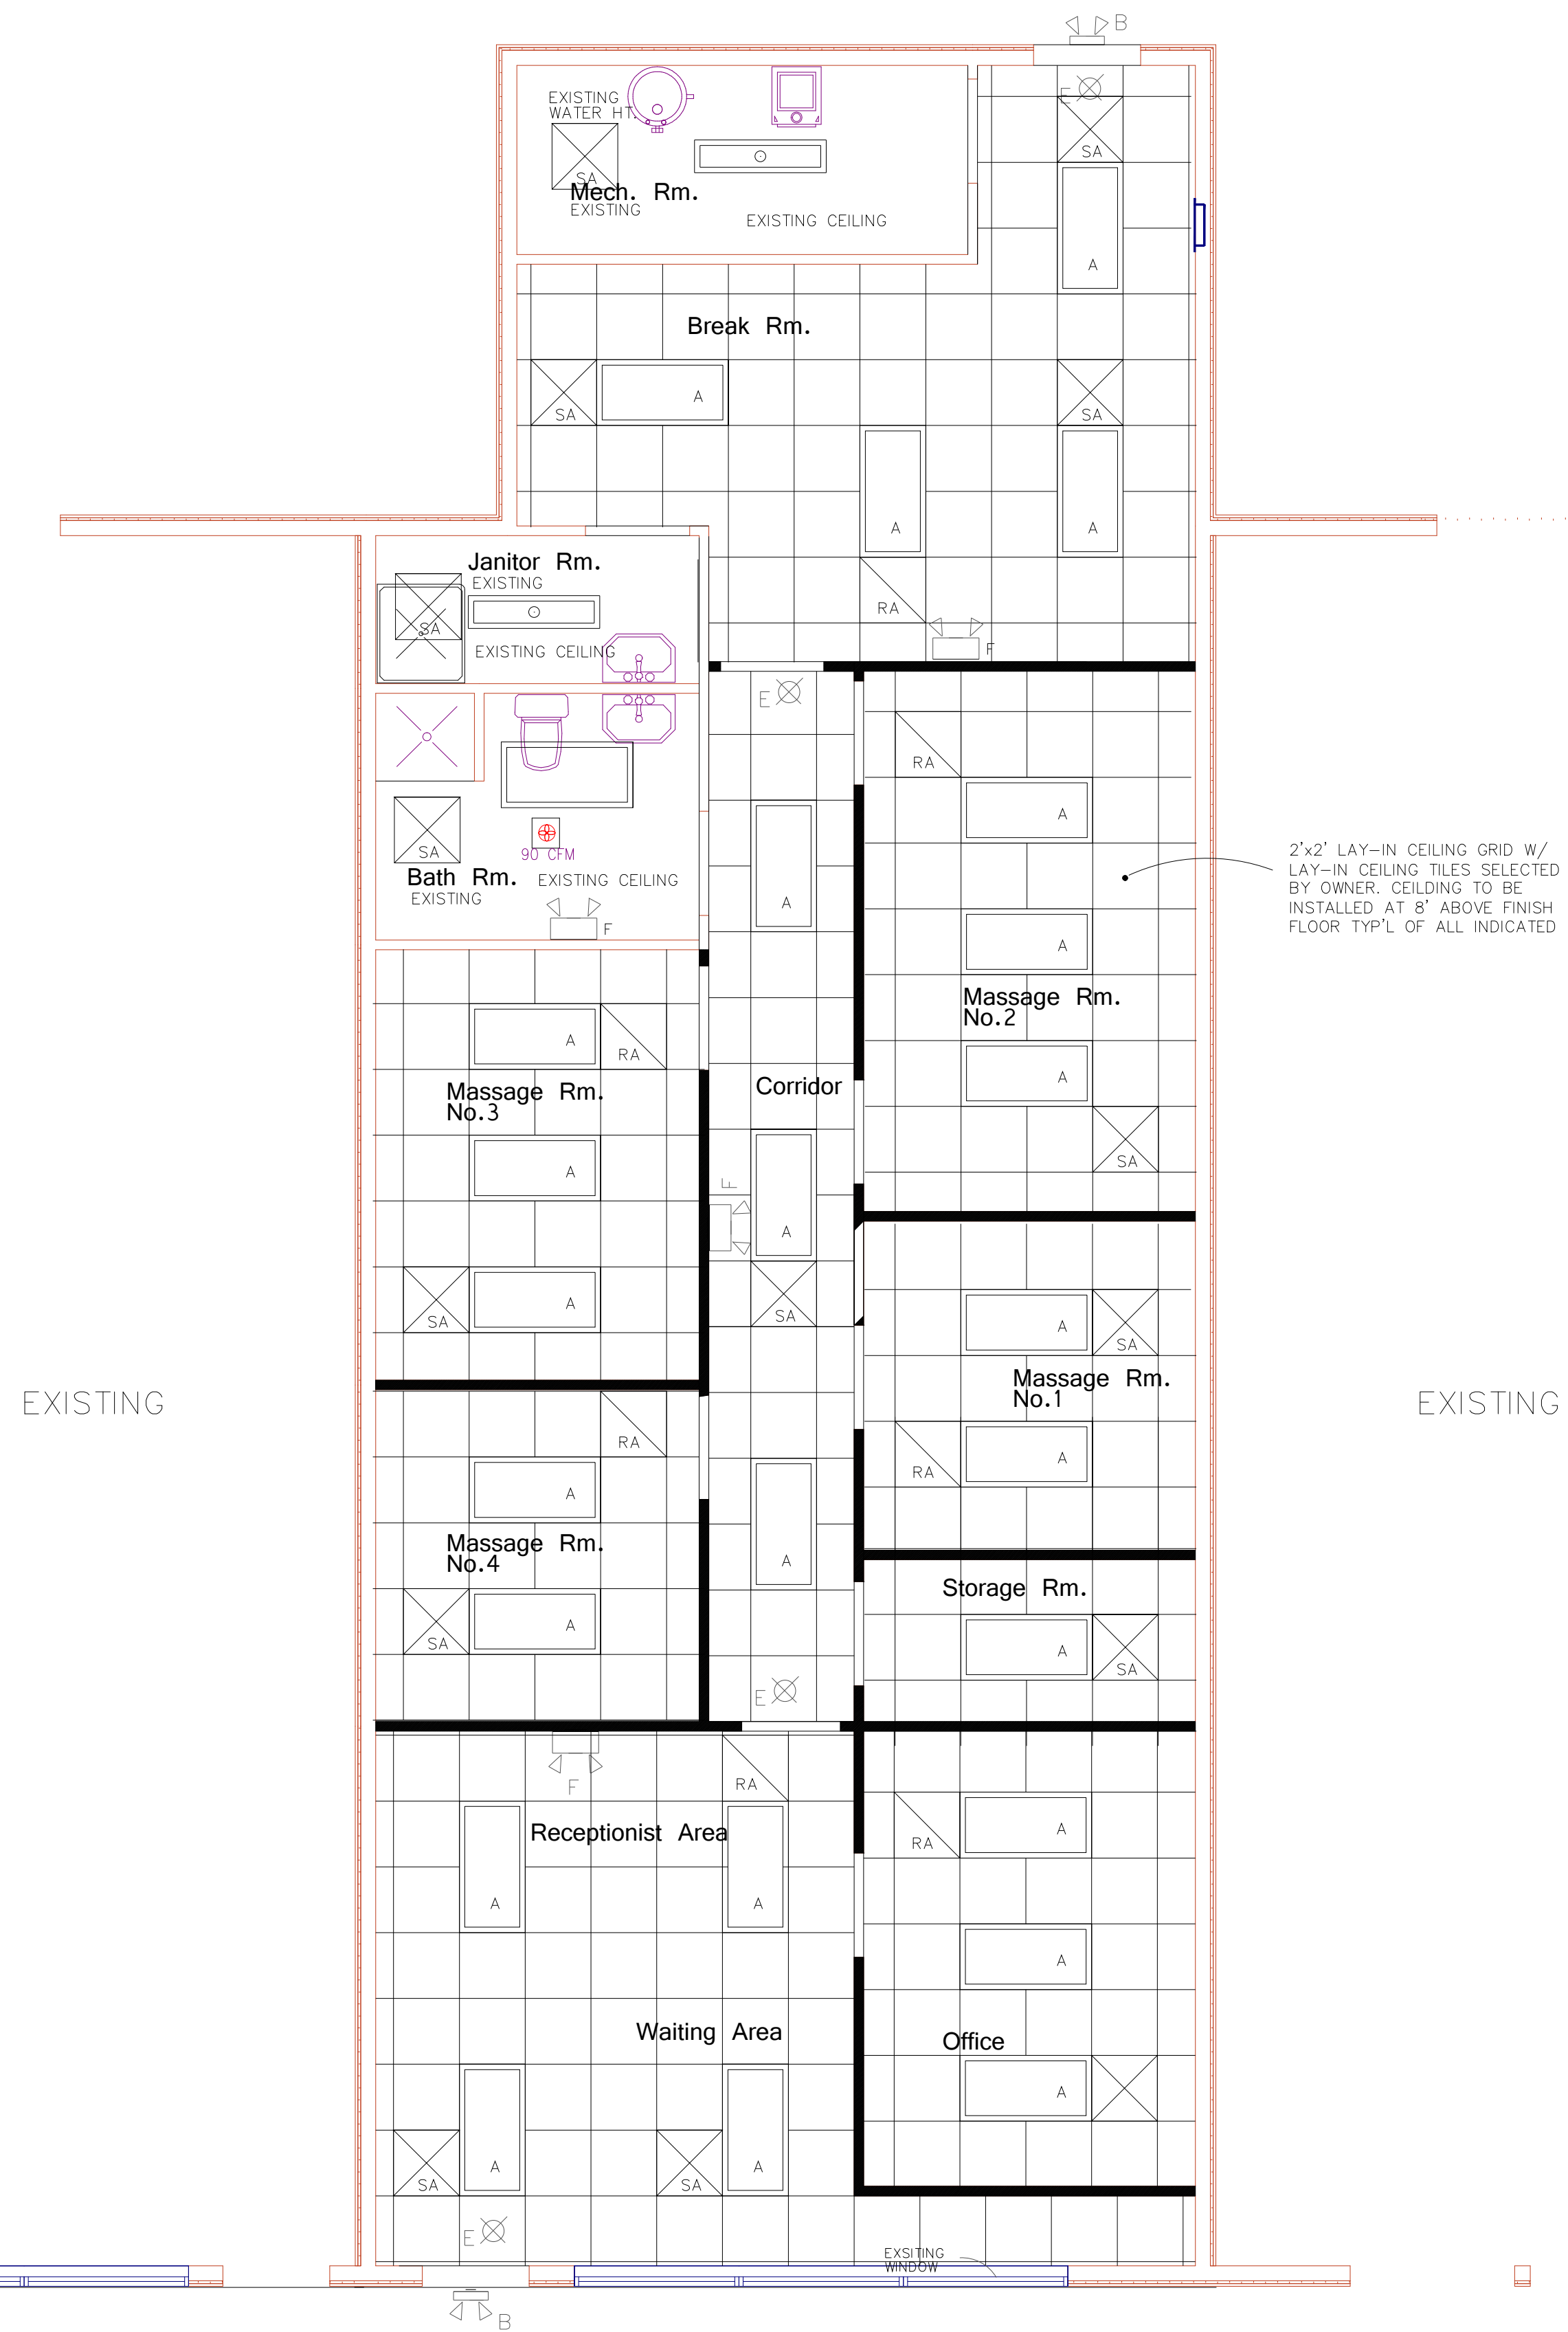 B
E
EXISTING
WATER HT.
SA
SA
Mech. Rm.
EXISTING
EXISTING CEILING
A
Break Rm.
SA
A
SA
A
A
Janitor Rm.
EXISTING
RA
SA
F
EXISTING CEILING
E
RA
A
SA
90 CFM
2'x2' LAY-IN CEILING GRID W/
LAY-IN CEILING TILES SELECTED
BY OWNER. CEILDING TO BE
INSTALLED AT 8' ABOVE FINISH
FLOOR TYP'L OF ALL INDICATED
Bath Rm.
EXISTING CEILING
EXISTING
A
F
A
Massage Rm.
No.2
A
RA
A
Massage Rm.
No.3
Corridor
SA
A
F
A
A
SA
SA
A
SA
Massage Rm.
No.1
EXISTING
EXISTING
RA
RA
A
A
Massage Rm.
No.4
A
Storage Rm.
SA
A
A
SA
E
F
RA
Receptionist Area
RA
A
A
A
A
Waiting Area
Office
A
SA
A
SA
A
E
EXSITING
WINDOW
B